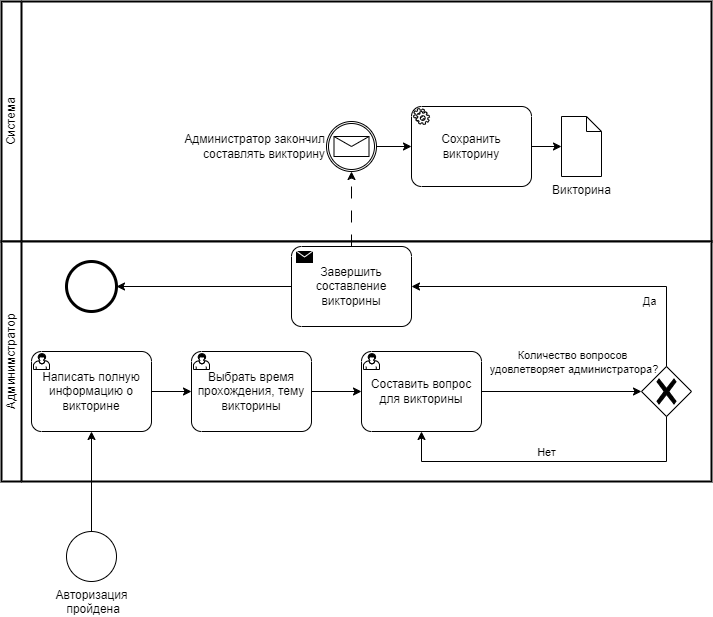 Система
Администратор закончил
составлять викторину
Сохранить
викторину
Викторина
Администратор
Завершить
составление
викторины
Да
Написать полную
информацию о
викторине
Выбрать время
прохождения, тему
викторины
Составить вопрос
для викторины
Количество вопросов
удовлетворяет администратора?
Нет
Авторизация
пройдена